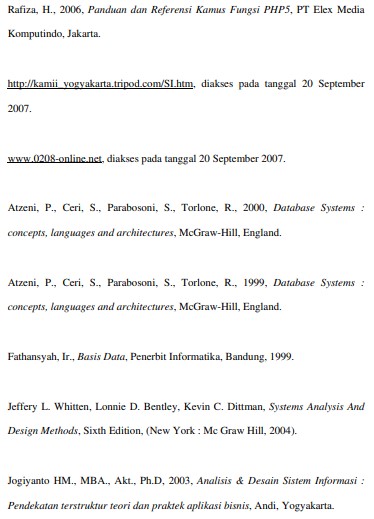 Rafiza, H., 2006, Panduan dan Referensi Kamus Fungsi PHP5, PT Elex Media
Komputindo, Jakarta.
http://kamii_yogyakarta.tripod.com/SI.htm, diakses pada tanggal 20 September
2007.
www.0208-online.net, diakses pada tanggal 20 September 2007.
Atzeni, P., Ceri, S., Parabosoni, S., Torlone, R., 2000, Database Systems :
concepts, languages and architectures, McGraw-Hill, England.
Atzeni, P., Ceri, S., Parabosoni, S., Torlone, R., 1999, Database Systems :
concepts, languages and architectures, McGraw-Hill, England.
Fathansyah, Ir., Basis Data, Penerbit Informatika, Bandung, 1999.
Jeffery L. Whitten, Lonnie D. Bentley, Kevin C. Dittman, Systems Analysis And
Design Methods, Sixth Edition, (New York : Mc Graw Hill, 2004).
Jogiyanto HM., MBA., Akt., Ph.D, 2003, Analisis & Desain Sistem Informasi :
Pendekatan terstruktur teori dan praktek aplikasi bisnis, Andi, Yogyakarta.